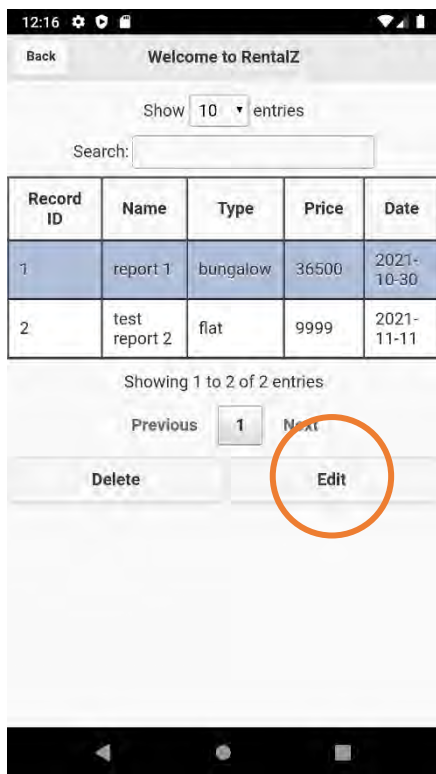 12:16
Back Welcome to RentalZ
Show 10 entries
Search:
Record ID Name Type Price Date
1 report 1 bungalow 36500 2021-10-30
2 test report 2 flat 9999 2021-11-11
Showing 1 to 2 of 2 entries
Previous 1 Next
Delete Edit